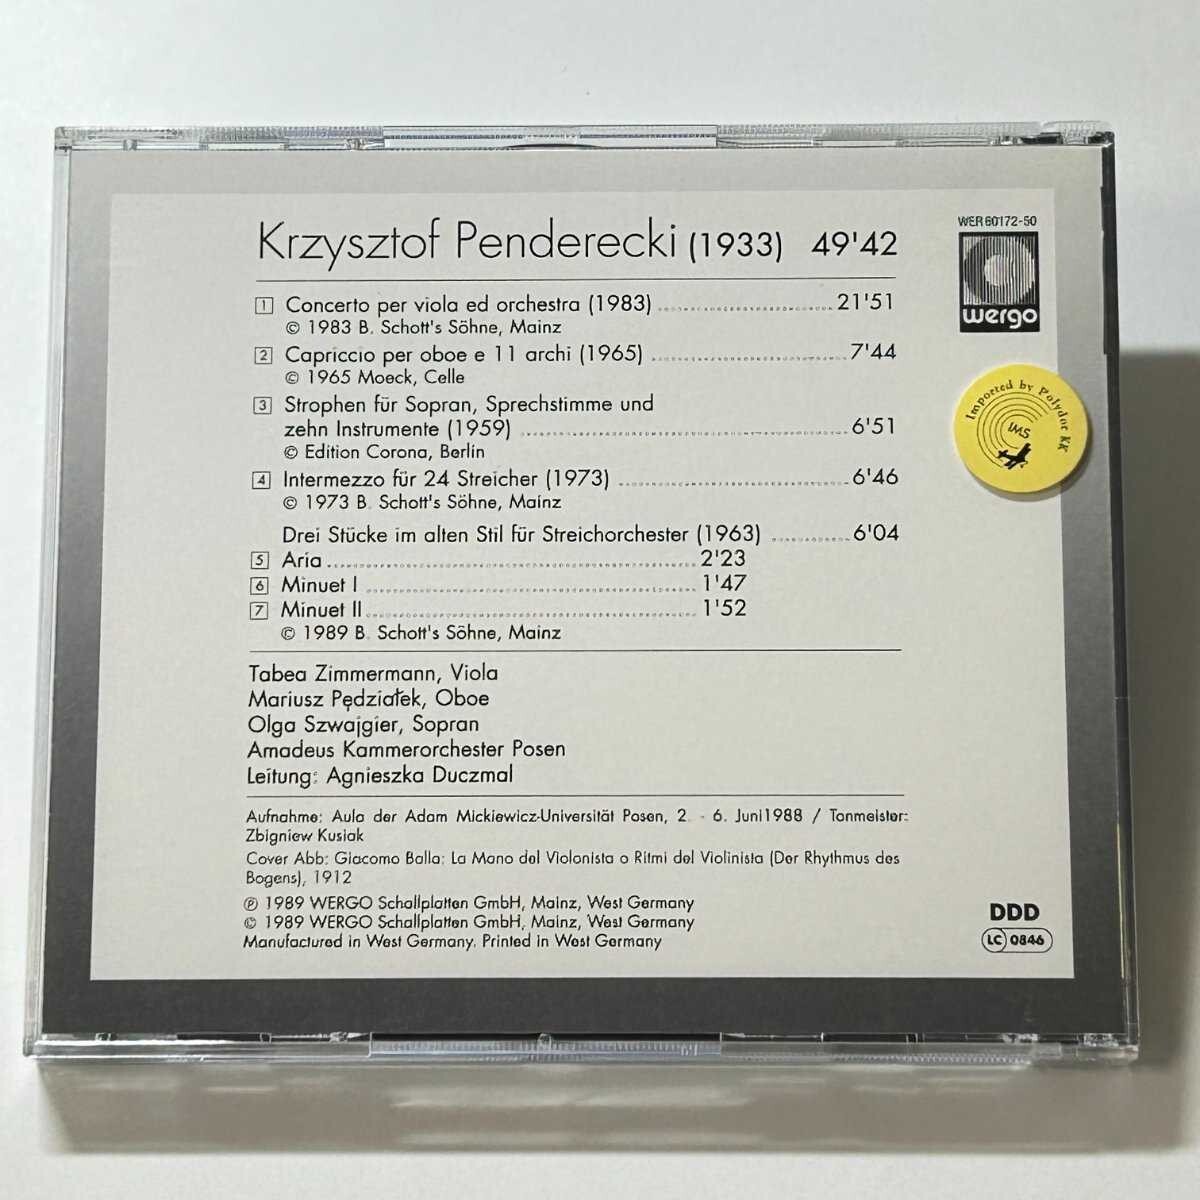 Krzysztof Penderecki (1933) 49'42
WER 60172-50
wergo
1 Concerto per viola ed orchestra (1983) 21'51
© 1983 B. Schott's Söhne, Mainz
2 Capriccio per oboe e 11 archi (1965) 7'44
© 1965 Moeck, Celle
3 Strophen für Sopran, Sprechstimme und
zehn Instrumente (1959) 6'51
© Edition Corona, Berlin
4 Intermezzo für 24 Streicher (1973) 6'46
© 1973 B. Schott's Söhne, Mainz
Drei Stücke im alten Stil für Streichorchester (1963) 6'04
5 Aria 2'23
6 Minuet I 1'47
7 Minuet II 1'52
© 1989 B. Schott's Söhne, Mainz
Imported by Polydor KK
IMS
Tabea Zimmermann, Viola
Mariusz Pędziałek, Oboe
Olga Szwajgier, Sopran
Amadeus Kammerorchester Posen
Leitung: Agnieszka Duczmal
Aufnahme: Aula der Adam Mickiewicz-Universität Posen, 2. - 6. Juni1988 / Tonmeister:
Zbigniew Kusiak
Cover Abb: Giacomo Balla: La Mano del Violonista o Ritmi del Violinista (Der Rhythmus des
Bogens), 1912
℗ 1989 WERGO Schallplatten GmbH, Mainz, West Germany
© 1989 WERGO Schallplatten GmbH, Mainz, West Germany
Manufactured in West Germany. Printed in West Germany
DDD
LC 0846